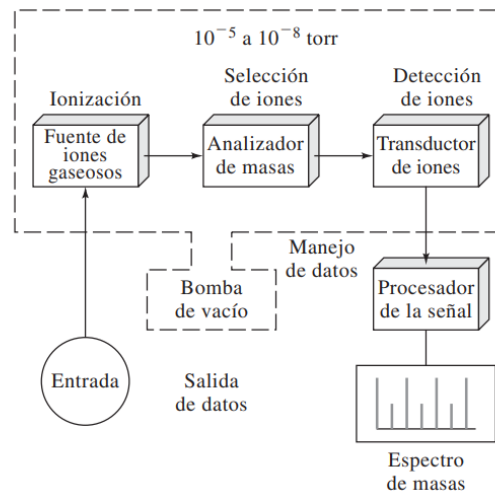 10⁻⁵ a 10⁻⁸ torr
Ionización
Selección
de iones
Detección
de iones
Fuente de
iones
gaseosos
Analizador
de masas
Transductor
de iones
Manejo
de datos
Bomba
de vacío
Procesador
de la señal
Entrada
Salida
de datos
Espectro
de masas